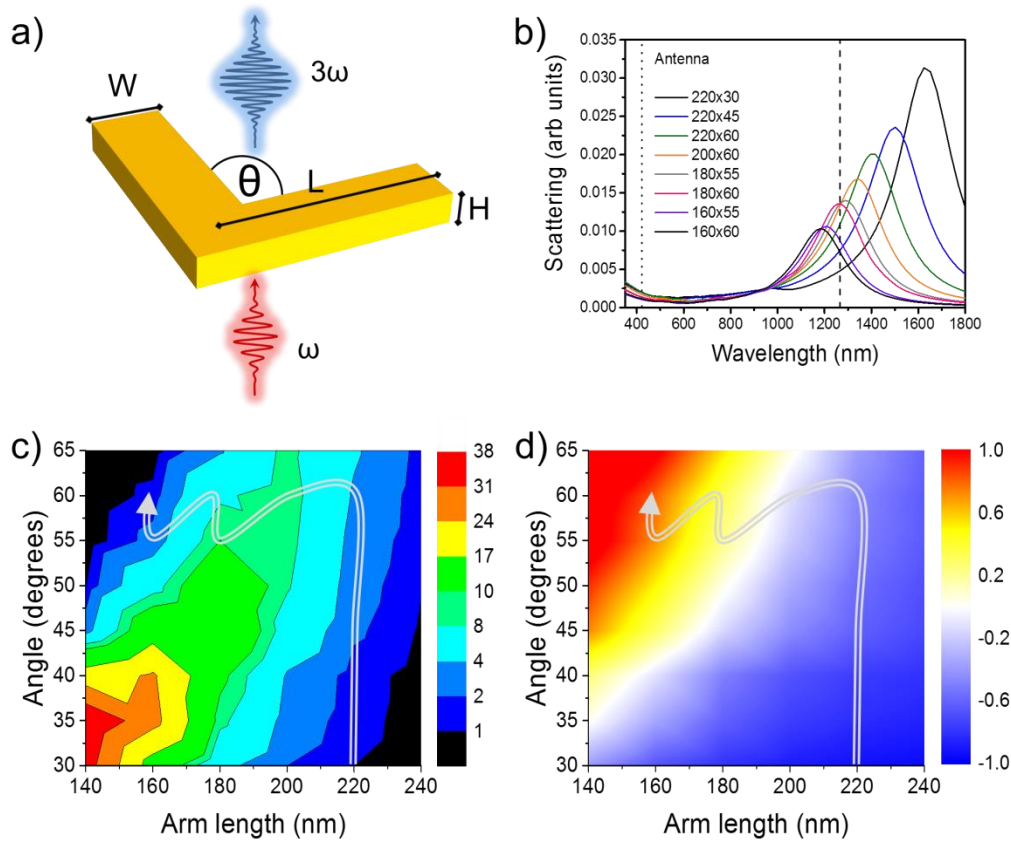 a)
W
3ω
θ
L
H
ω
b)
Scattering (arb units)
0.035
0.030
0.025
0.020
0.015
0.010
0.005
0.000
Antenna
220x30
220x45
220x60
200x60
180x55
180x60
160x55
160x60
400 600 800 1000 1200 1400 1600 1800
Wavelength (nm)
c)
Angle (degrees)
65
60
55
50
45
40
35
30
140 160 180 200 220 240
Arm length (nm)
38
31
24
17
10
8
4
2
1
d)
Angle (degrees)
65
60
55
50
45
40
35
30
140 160 180 200 220 240
Arm length (nm)
1.0
0.6
0.2
-0.2
-0.6
-1.0